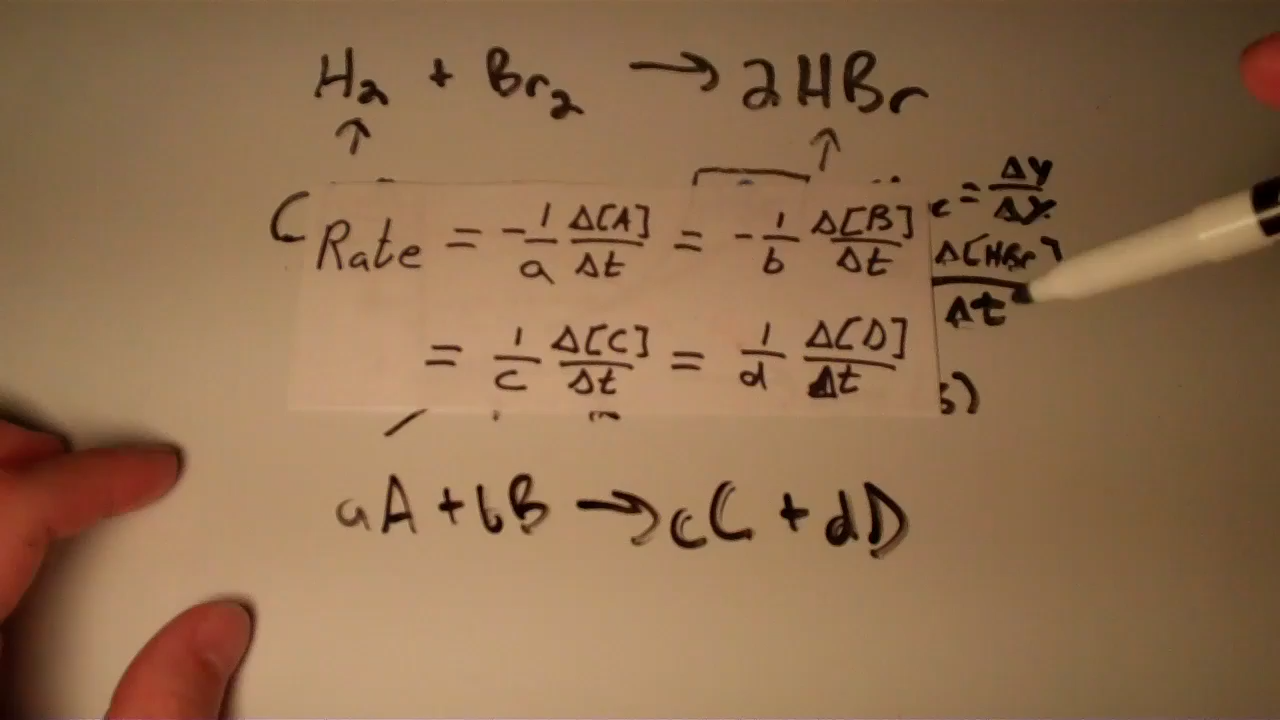 H₂ + Br₂ → 2HBr
↑ ↑
= ΔY/ΔX
C Rate = -1/a Δ[A]/Δt = -1/b Δ[B]/Δt Δ[HBr]/Δt
= 1/c Δ[C]/Δt = 1/d Δ[D]/Δt
s)
aA + bB → cC + dD